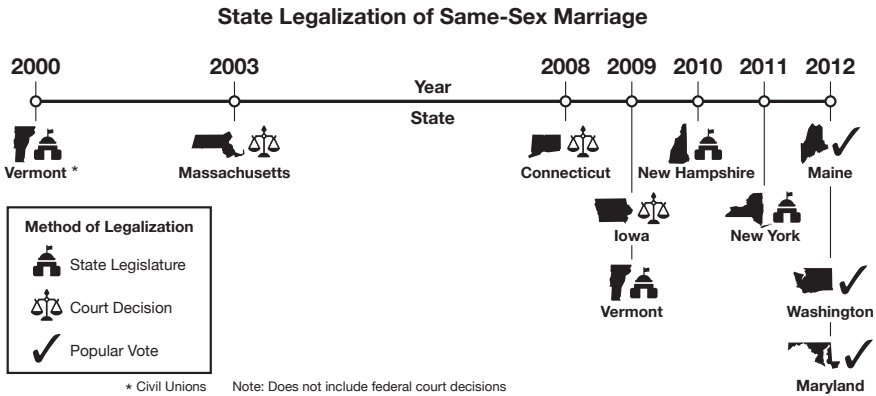 State Legalization of Same-Sex Marriage
2000 2003 2008 2009 2010 2011 2012
Year
State
Vermont * Massachusetts Connecticut New Hampshire Maine
Iowa New York
Vermont Washington
Maryland
Method of Legalization
State Legislature
Court Decision
Popular Vote
* Civil Unions Note: Does not include federal court decisions